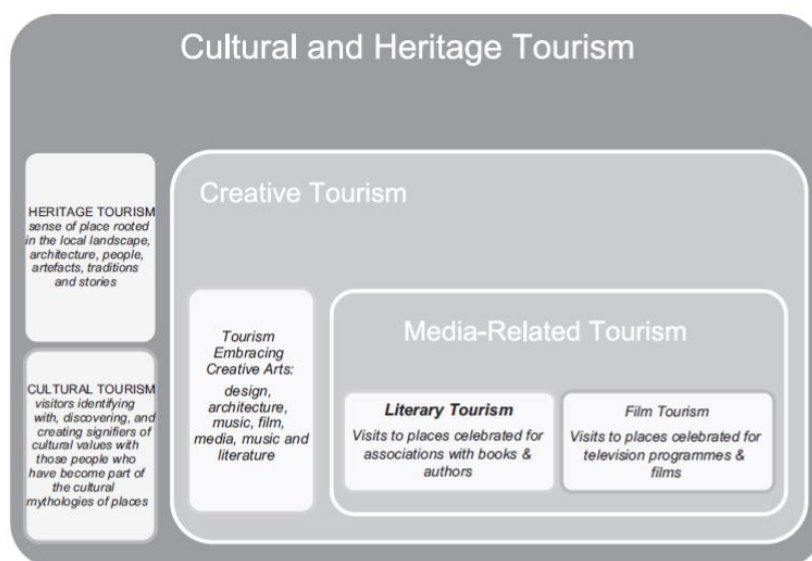 Cultural and Heritage Tourism
HERITAGE TOURISM
sense of place rooted
in the local landscape,
architecture, people,
artefacts, traditions
and stories
CULTURAL TOURISM
visitors identifying
with, discovering, and
creating signifiers of
cultural values with
those people who
have become part of
the cultural
mythologies of places
Creative Tourism
Tourism
Embracing
Creative Arts:
design,
architecture,
music, film,
media, music and
literature
Media-Related Tourism
Literary Tourism
Visits to places celebrated for
associations with books &
authors
Film Tourism
Visits to places celebrated for
television programmes &
films